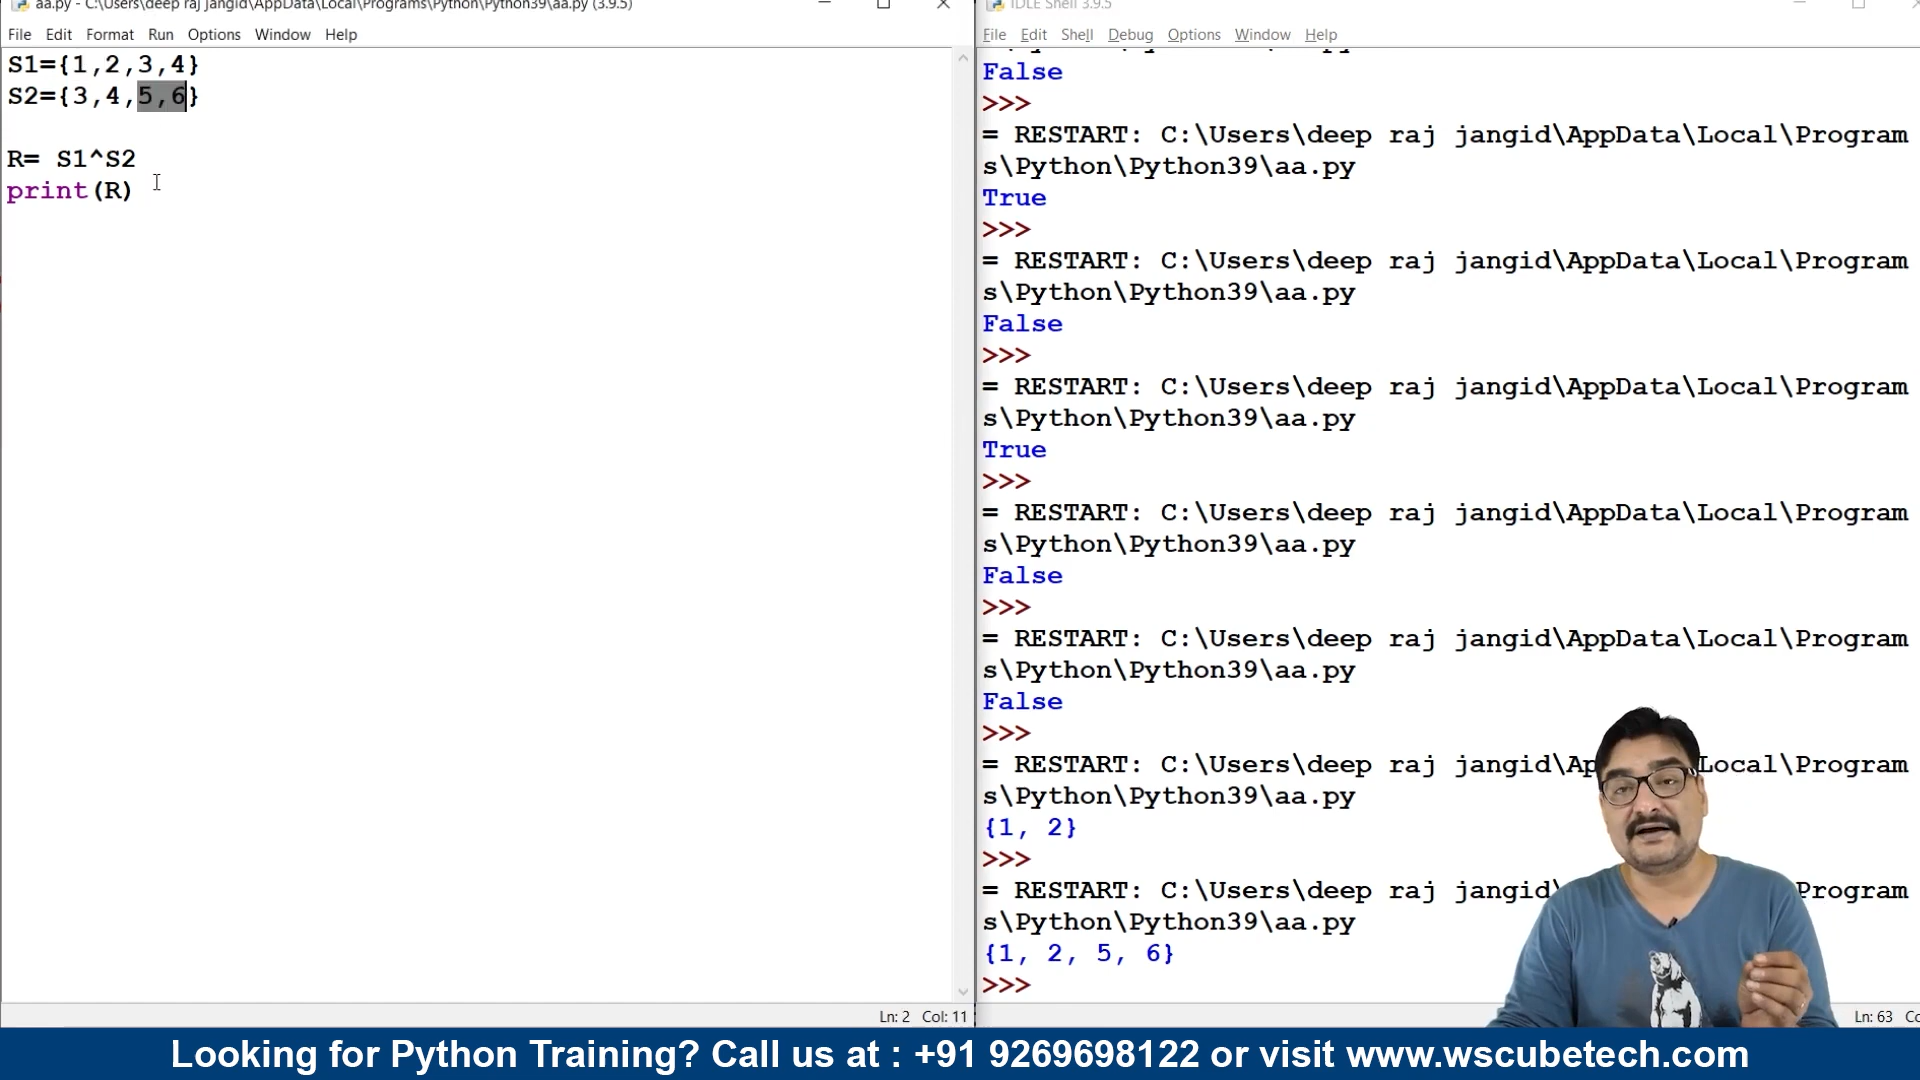 aa.py - C:\Users\deep raj jangid\AppData\Local\Programs\Python\Python39\aa.py (3.9.5)
File Edit Format Run Options Window Help
S1={1,2,3,4}
S2={3,4,5,6}
R= S1^S2
print(R)
Ln: 2 Col: 11
IDLE Shell 3.9.5
File Edit Shell Debug Options Window Help
False
>>>
= RESTART: C:\Users\deep raj jangid\AppData\Local\Program
s\Python\Python39\aa.py
True
>>>
= RESTART: C:\Users\deep raj jangid\AppData\Local\Program
s\Python\Python39\aa.py
False
>>>
= RESTART: C:\Users\deep raj jangid\AppData\Local\Program
s\Python\Python39\aa.py
True
>>>
= RESTART: C:\Users\deep raj jangid\AppData\Local\Program
s\Python\Python39\aa.py
False
>>>
= RESTART: C:\Users\deep raj jangid\AppData\Local\Program
s\Python\Python39\aa.py
False
>>>
= RESTART: C:\Users\deep raj jangid\Ap Local\Program
s\Python\Python39\aa.py
{1, 2}
>>>
= RESTART: C:\Users\deep raj jangid\ Program
s\Python\Python39\aa.py
{1, 2, 5, 6}
>>>
Ln: 63 Co
Looking for Python Training? Call us at : +91 9269698122 or visit www.wscubetech.com